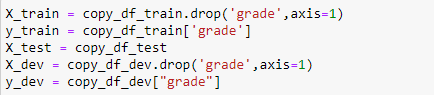 X_train = copy_df_train.drop('grade',axis=1)
y_train = copy_df_train['grade']
X_test = copy_df_test
X_dev = copy_df_dev.drop('grade',axis=1)
y_dev = copy_df_dev["grade"]